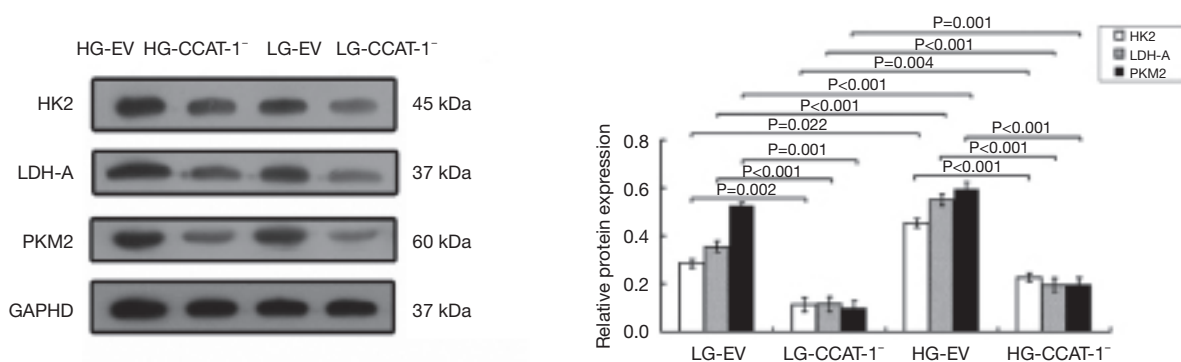 HG-EV HG-CCAT-1⁻ LG-EV LG-CCAT-1⁻
HK2 45 kDa
LDH-A 37 kDa
PKM2 60 kDa
GAPHD 37 kDa
P=0.001
P<0.001
P=0.004
P<0.001
P<0.001
P=0.022
P<0.001
P=0.001
P<0.001
P<0.001
P<0.001
P=0.002
HK2
LDH-A
PKM2
Relative protein expression
0.8
0.6
0.4
0.2
0.0
LG-EV LG-CCAT-1⁻ HG-EV HG-CCAT-1⁻